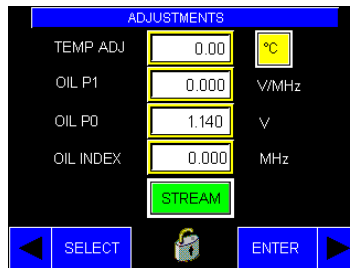 ADJUSTMENTS
TEMP ADJ 0.00 °C
OIL P1 0.000 V/MHz
OIL P0 1.140 V
OIL INDEX 0.000 MHz
STREAM
SELECT ENTER